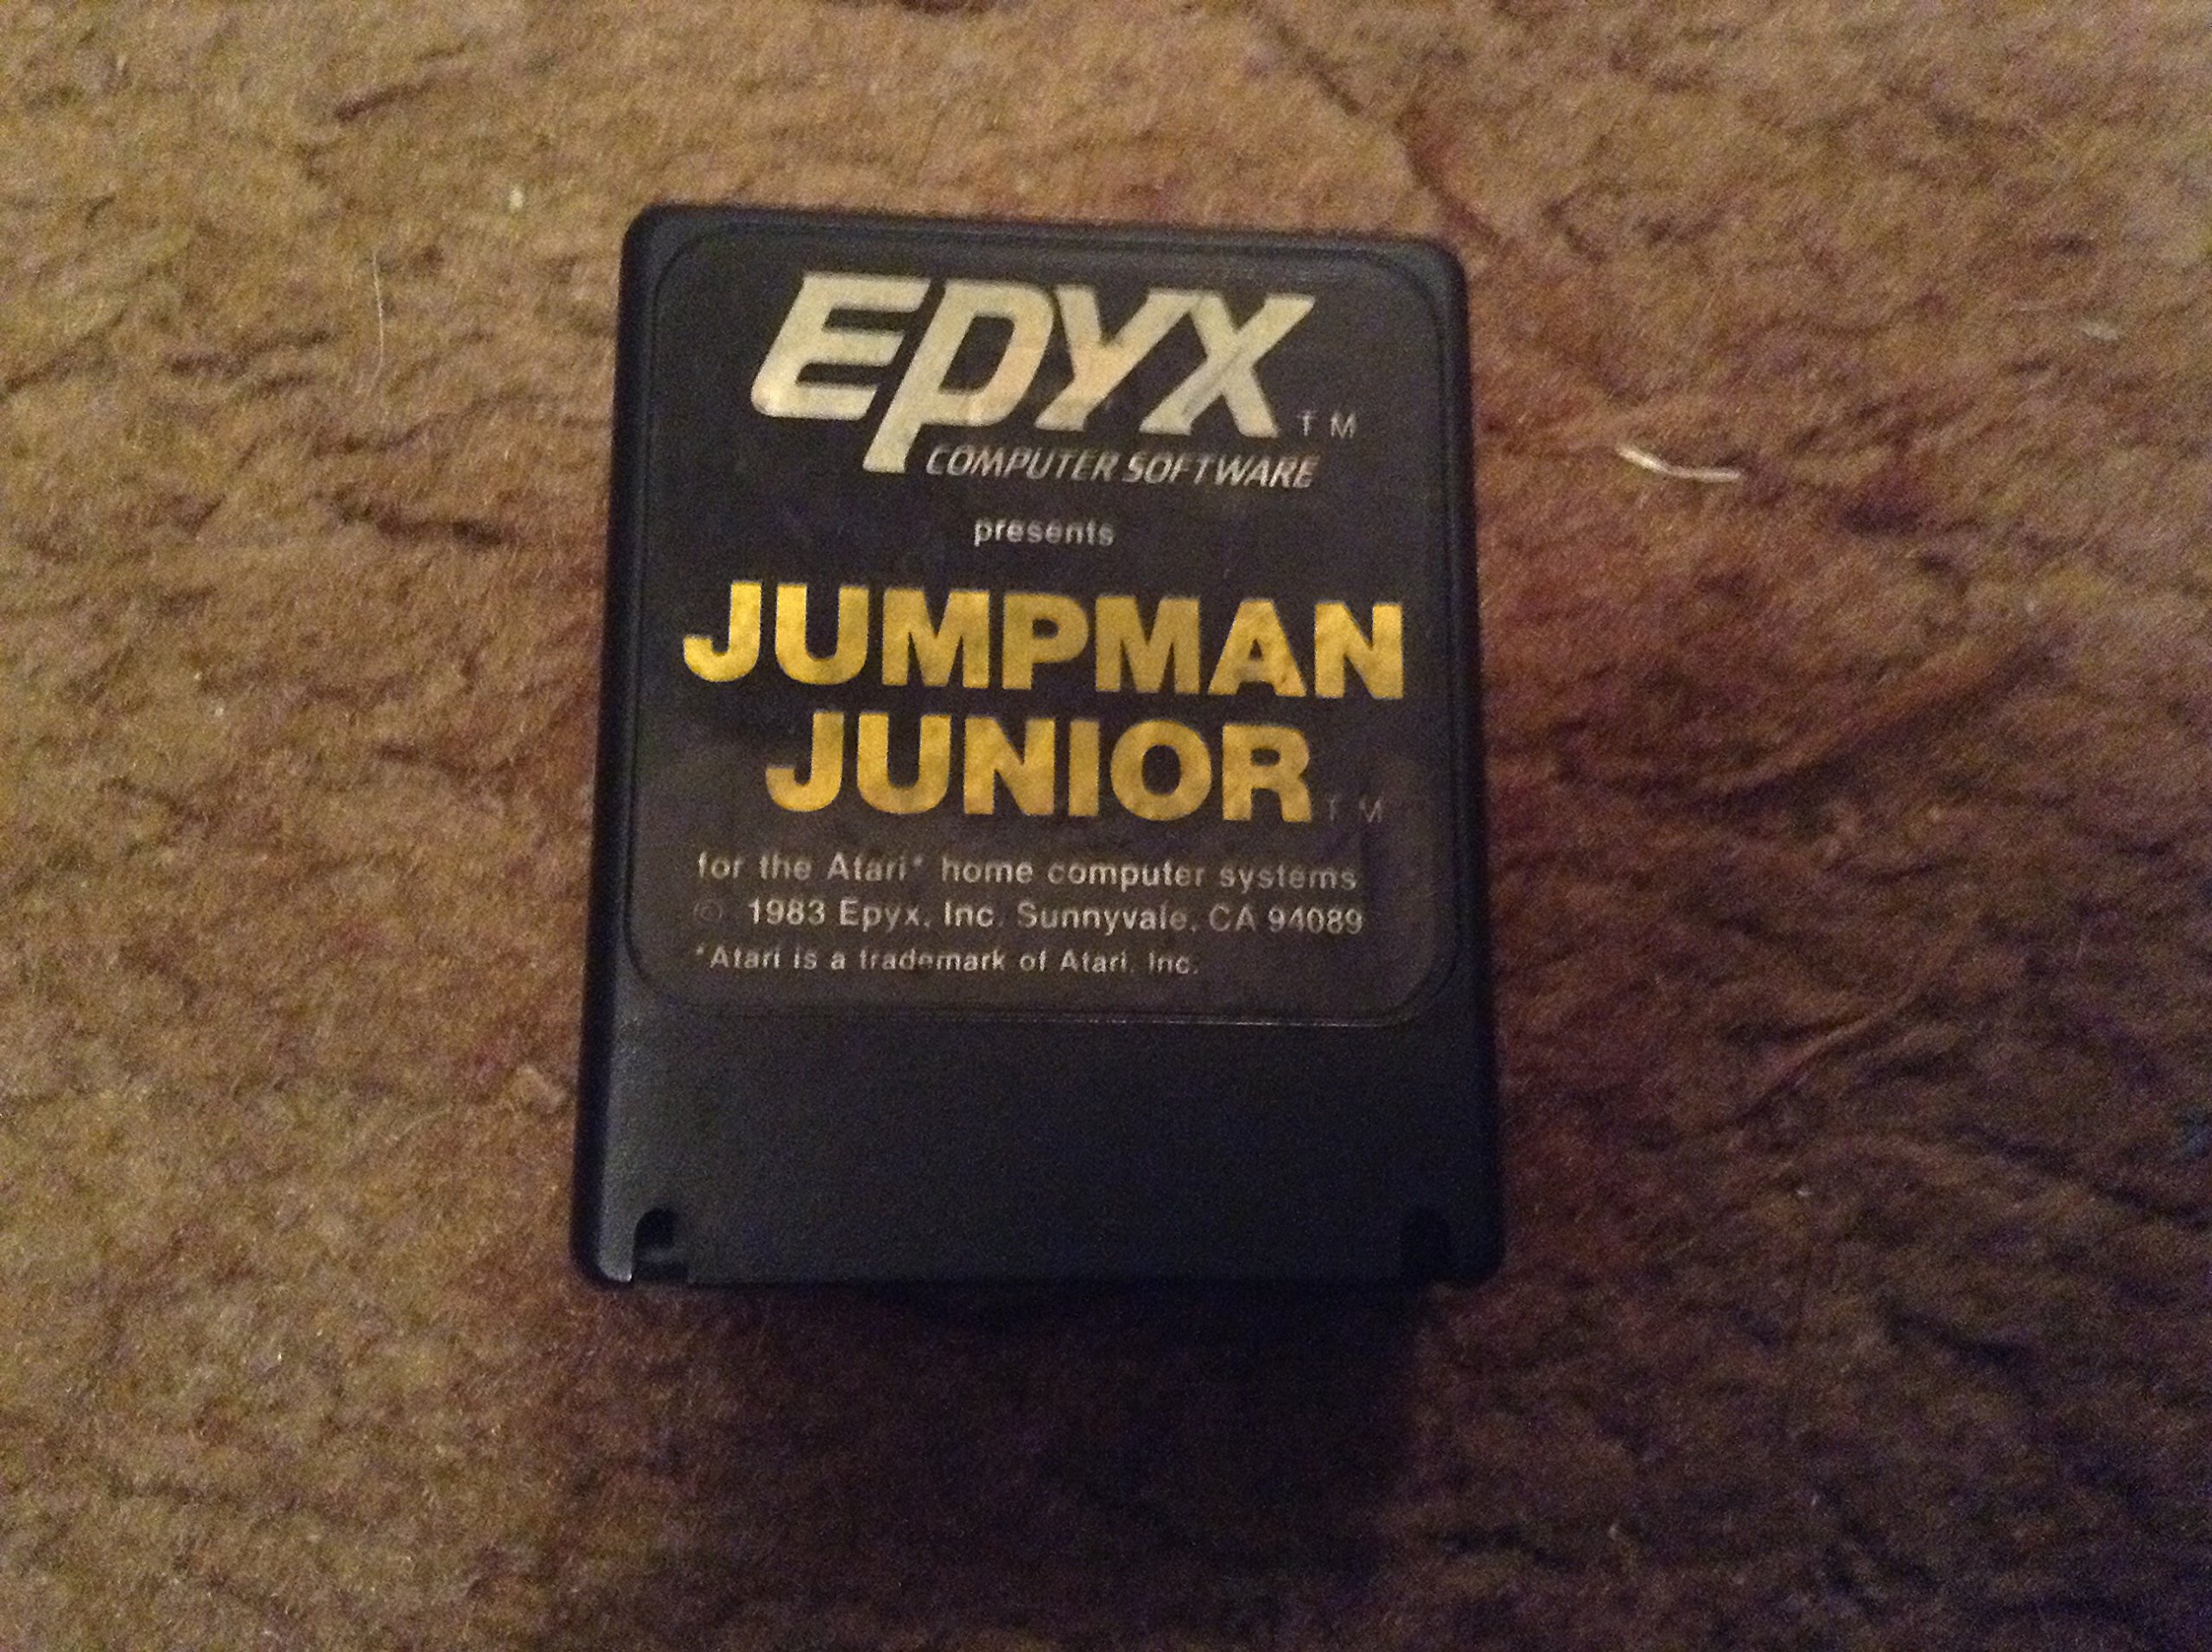 EPYX TM
COMPUTER SOFTWARE
presents
JUMPMAN
JUNIOR TM
for the Atari* home computer systems
© 1983 Epyx, Inc. Sunnyvale, CA 94089
*Atari is a trademark of Atari, Inc.